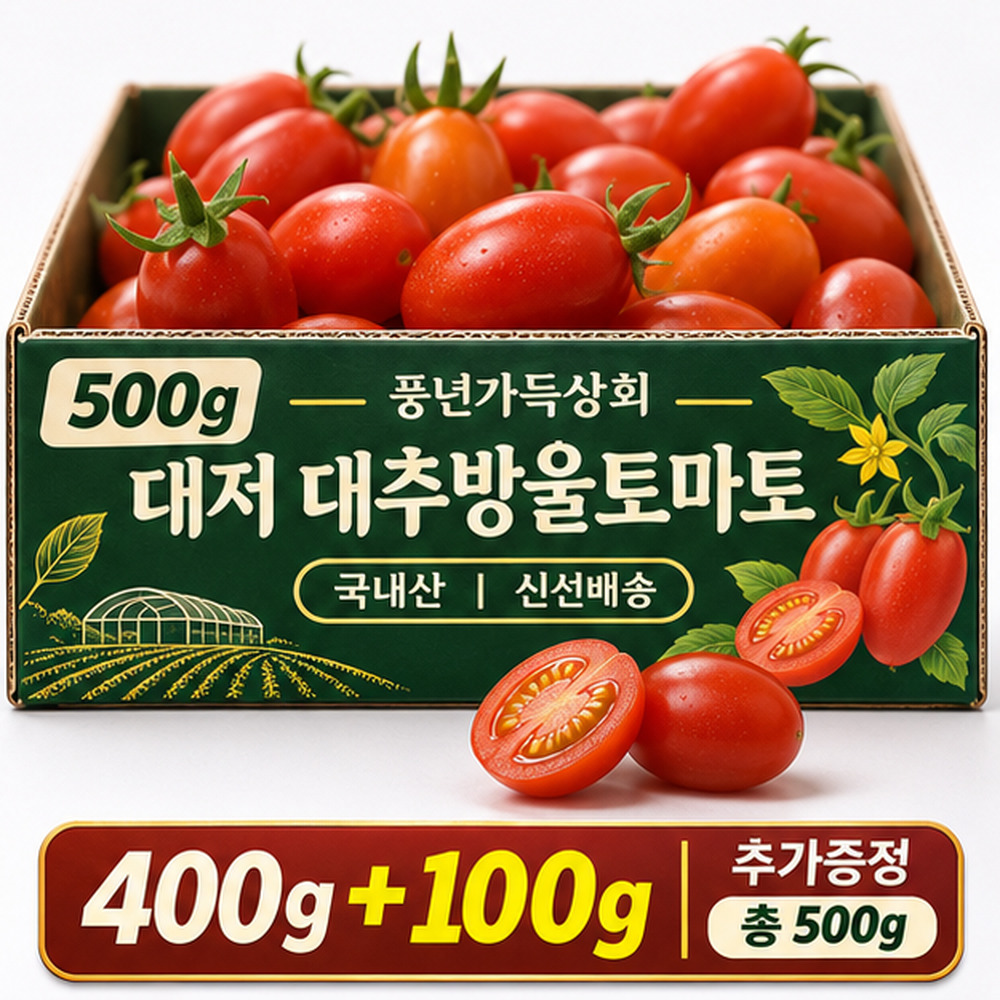 500g
풍년가득상회
대저 대추방울토마토
국내산 | 신선배송
400g+100g
추가증정
총 500g